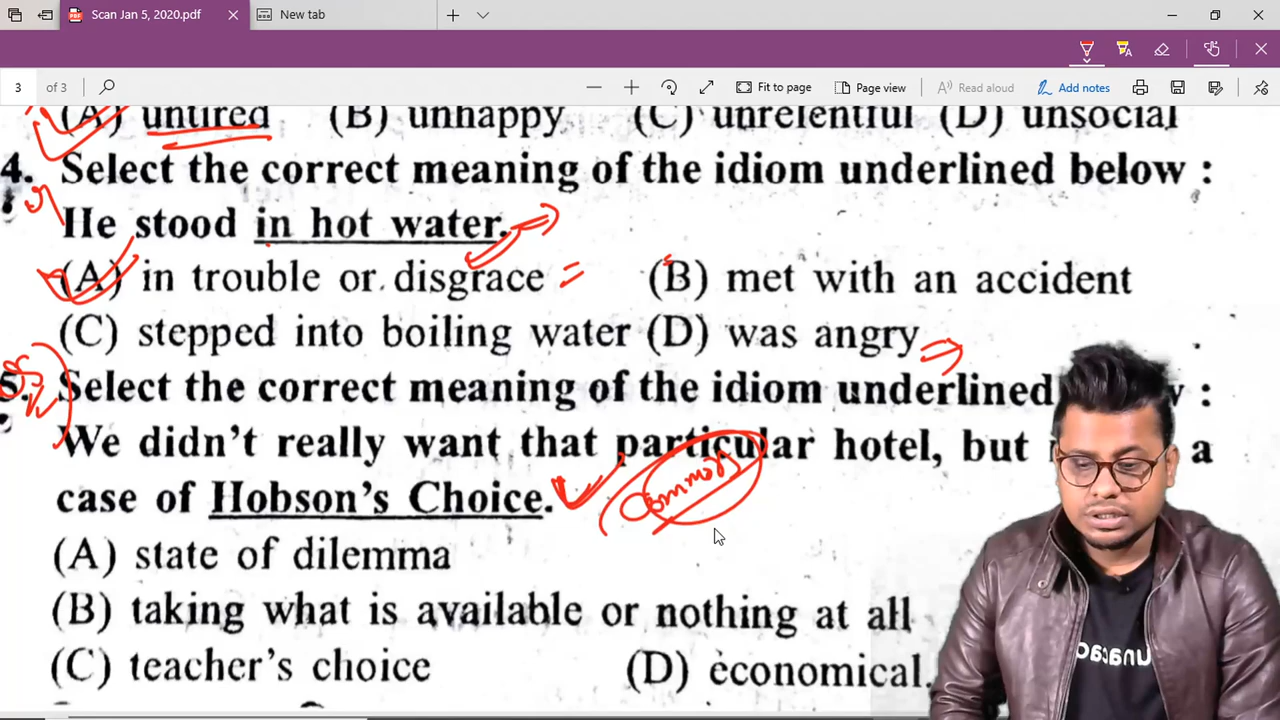 Scan Jan 5, 2020.pdf
New tab
3 of 3
Fit to page
Page view
Read aloud
Add notes
(A) untired (B) unhappy (C) unrelentful (D) unsocial
4. Select the correct meaning of the idiom underlined below :
He stood in hot water.
(A) in trouble or disgrace (B) met with an accident
(C) stepped into boiling water (D) was angry
5. Select the correct meaning of the idiom underlined :
We didn't really want that particular hotel, but a
Common
case of Hobson's Choice.
(A) state of dilemma
(B) taking what is available or nothing at all
(C) teacher's choice (D) economical.